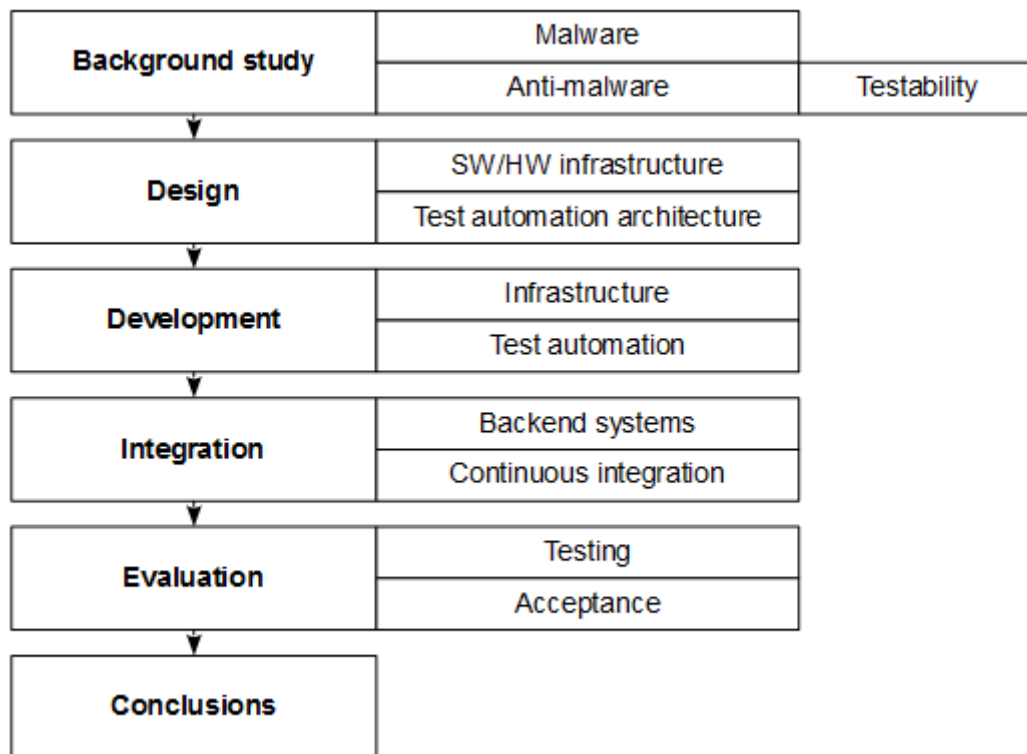 Background study
Malware
Anti-malware
Testability
Design
SW/HW infrastructure
Test automation architecture
Development
Infrastructure
Test automation
Integration
Backend systems
Continuous integration
Evaluation
Testing
Acceptance
Conclusions